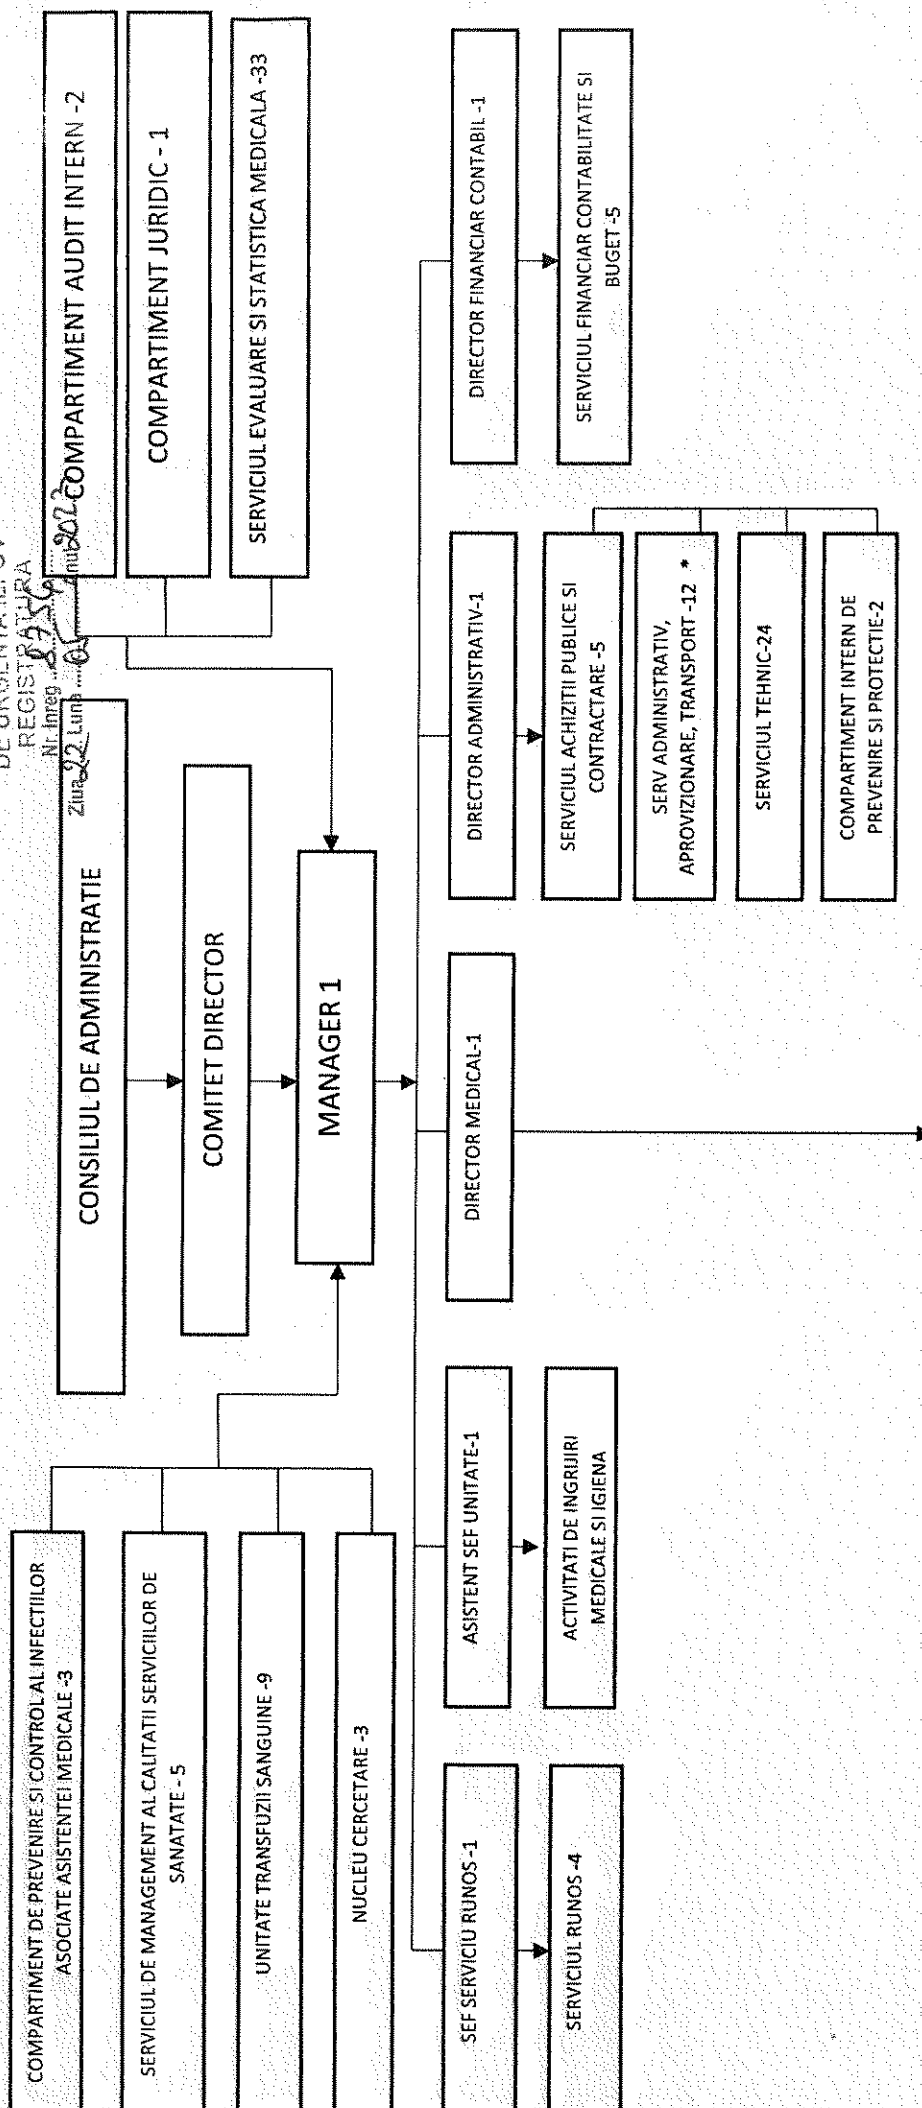 REGISTRATURA
Nr. Inreg
Ziua 22 Luna 05 Anul 2023
COMPARTIMENT DE PREVENIRE SI CONTROL AL INFECTIILOR
ASOCIATE ASISTENTEI MEDICALE -3
SERVICIUL DE MANAGEMENT AL CALITATII SERVICIILOR DE
SANATATE - 5
UNITATE TRANSFUZII SANGUINE -9
NUCLEU CERCETARE -3
CONSILIUL DE ADMINISTRATIE
COMITET DIRECTOR
MANAGER 1
COMPARTIMENT AUDIT INTERN -2
COMPARTIMENT JURIDIC - 1
SERVICIUL EVALUARE SI STATISTICA MEDICALA -33
SEF SERVICIU RUNOS -1
SERVICIUL RUNOS -4
ASISTENT SEF UNITATE-1
ACTIVITATI DE INGRIJIRI
MEDICALE SI IGIENA
DIRECTOR MEDICAL-1
DIRECTOR ADMINISTRATIV-1
SERVICIUL ACHIZITII PUBLICE SI
CONTRACTARE -5
SERV ADMINISTRATIV,
APROVIZIONARE, TRANSPORT -12 *
SERVICIUL TEHNIC-24
COMPARTIMENT INTERN DE
PREVENIRE SI PROTECTIE-2
DIRECTOR FINANCIAR CONTABIL -1
SERVICIUL FINANCIAR CONTABILITATE SI
BUGET -5